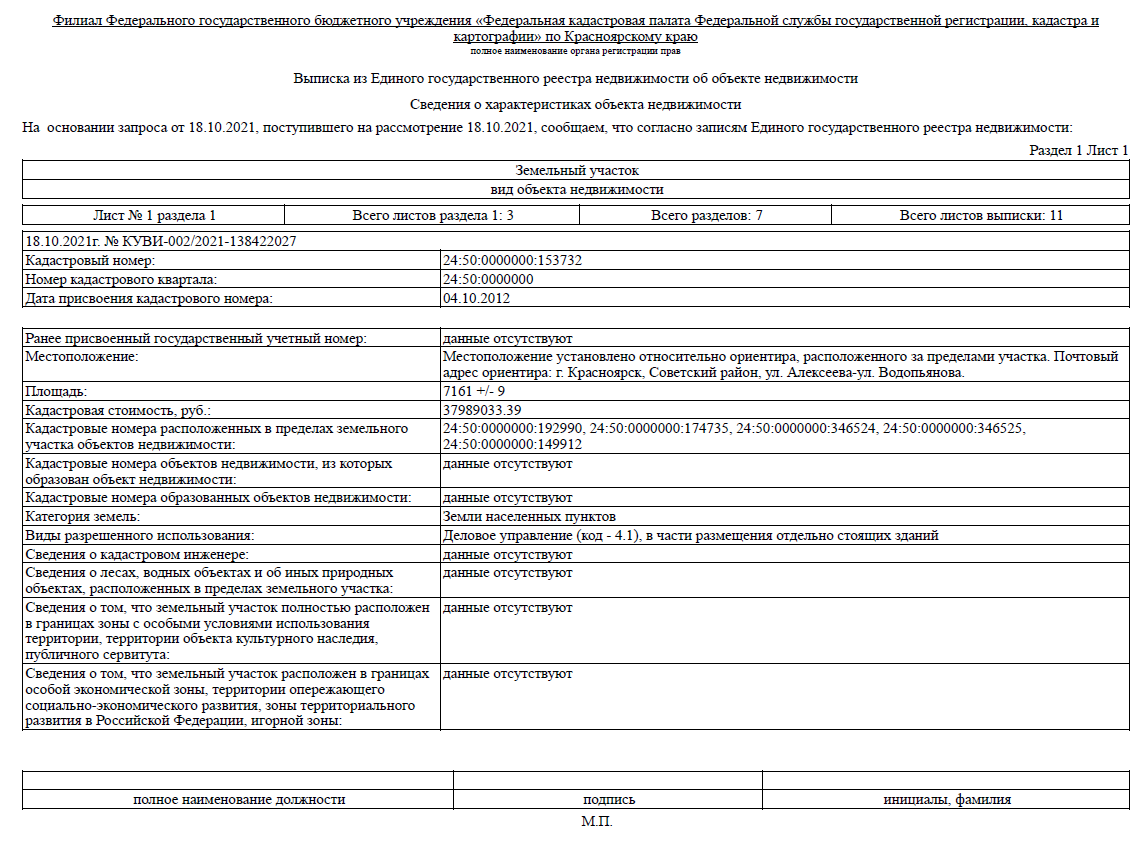 Филиал Федерального государственного бюджетного учреждения «Федеральная кадастровая палата Федеральной службы государственной регистрации, кадастра и
картографии» по Красноярскому краю
полное наименование органа регистрации прав
Выписка из Единого государственного реестра недвижимости об объекте недвижимости
Сведения о характеристиках объекта недвижимости
На основании запроса от 18.10.2021, поступившего на рассмотрение 18.10.2021, сообщаем, что согласно записям Единого государственного реестра недвижимости:
Раздел 1 Лист 1
Земельный участок
вид объекта недвижимости
Лист № 1 раздела 1 Всего листов раздела 1: 3 Всего разделов: 7 Всего листов выписки: 11
18.10.2021г. № КУВИ-002/2021-138422027
Кадастровый номер: 24:50:0000000:153732
Номер кадастрового квартала: 24:50:0000000
Дата присвоения кадастрового номера: 04.10.2012
Ранее присвоенный государственный учетный номер: данные отсутствуют
Местоположение: Местоположение установлено относительно ориентира, расположенного за пределами участка. Почтовый
адрес ориентира: г. Красноярск, Советский район, ул. Алексеева-ул. Водопьянова.
Площадь: 7161 +/- 9
Кадастровая стоимость, руб.: 37989033.39
Кадастровые номера расположенных в пределах земельного 24:50:0000000:192990, 24:50:0000000:174735, 24:50:0000000:346524, 24:50:0000000:346525,
участка объектов недвижимости: 24:50:0000000:149912
Кадастровые номера объектов недвижимости, из которых данные отсутствуют
образован объект недвижимости:
Кадастровые номера образованных объектов недвижимости: данные отсутствуют
Категория земель: Земли населенных пунктов
Виды разрешенного использования: Деловое управление (код - 4.1), в части размещения отдельно стоящих зданий
Сведения о кадастровом инженере: данные отсутствуют
Сведения о лесах, водных объектах и об иных природных данные отсутствуют
объектах, расположенных в пределах земельного участка:
Сведения о том, что земельный участок полностью расположен данные отсутствуют
в границах зоны с особыми условиями использования
территории, территории объекта культурного наследия,
публичного сервитута:
Сведения о том, что земельный участок расположен в границах данные отсутствуют
особой экономической зоны, территории опережающего
социально-экономического развития, зоны территориального
развития в Российской Федерации, игорной зоны:
полное наименование должности подпись инициалы, фамилия
М.П.